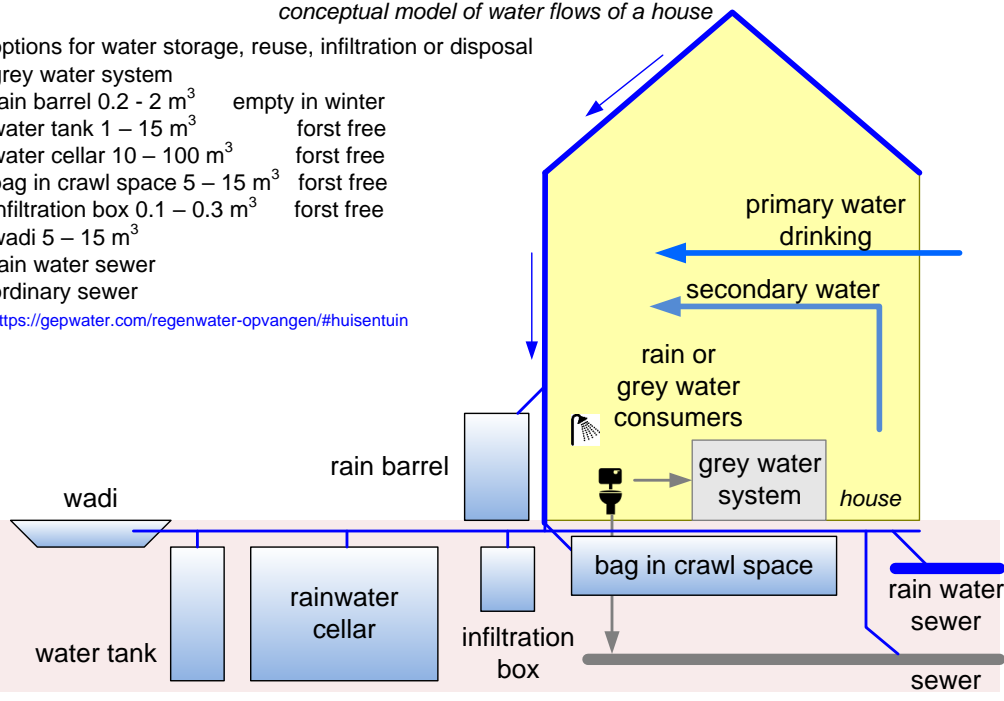 conceptual model of water flows of a house
options for water storage, reuse, infiltration or disposal
grey water system
ain barrel 0.2 - 2 m³ empty in winter
water tank 1 – 15 m³ forst free
water cellar 10 – 100 m³ forst free
bag in crawl space 5 – 15 m³ forst free
nfiltration box 0.1 – 0.3 m³ forst free
wadi 5 – 15 m³
ain water sewer
ordinary sewer
ttps://gepwater.com/regenwater-opvangen/#huisentuin
primary water
drinking
secondary water
rain or
grey water
consumers
rain barrel
grey water
system
house
wadi
bag in crawl space
rainwater
cellar
water tank
infiltration
box
rain water
sewer
sewer